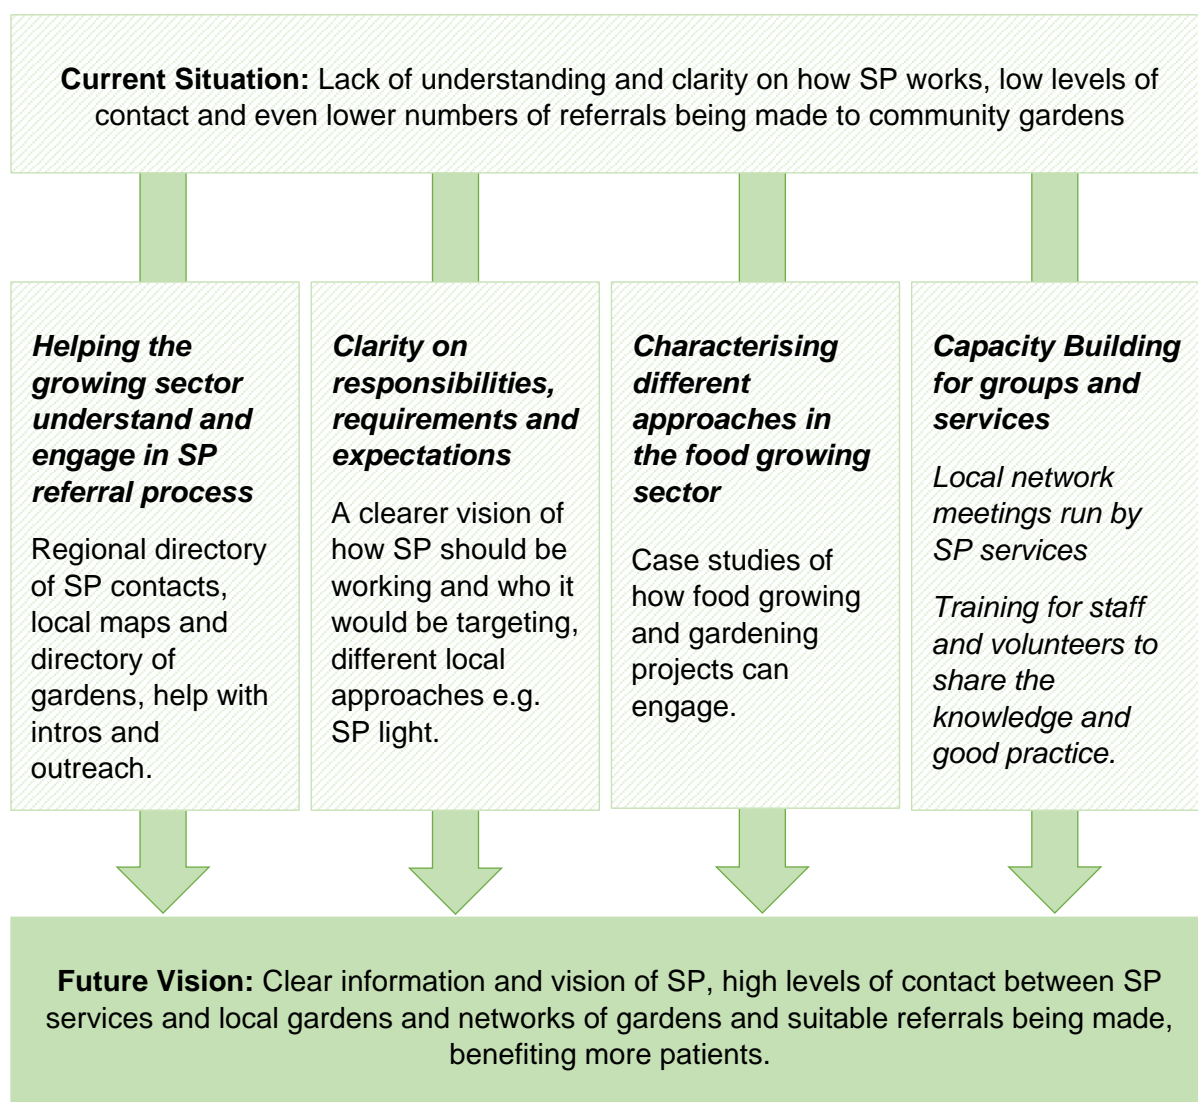 Current Situation: Lack of understanding and clarity on how SP works, low levels of
contact and even lower numbers of referrals being made to community gardens
Helping the
growing sector
understand and
engage in SP
referral process
Regional directory
of SP contacts,
local maps and
directory of
gardens, help with
intros and
outreach.
Clarity on
responsibilities,
requirements and
expectations
A clearer vision of
how SP should be
working and who it
would be targeting,
different local
approaches e.g.
SP light.
Characterising
different
approaches in
the food growing
sector
Case studies of
how food growing
and gardening
projects can
engage.
Capacity Building
for groups and
services
Local network
meetings run by
SP services
Training for staff
and volunteers to
share the
knowledge and
good practice.
Future Vision: Clear information and vision of SP, high levels of contact between SP
services and local gardens and networks of gardens and suitable referrals being made,
benefiting more patients.